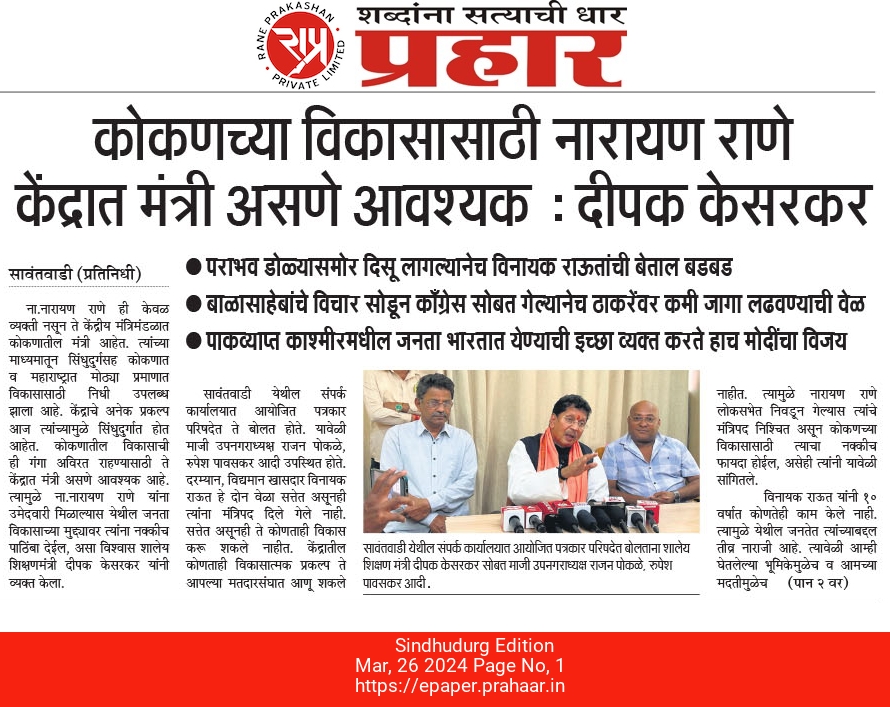 RANE PRAKASHAN
राप्र
PRIVATE LIMITED
शब्दांना सत्याची धार
प्रहार
कोकणच्या विकासासाठी नारायण राणे
केंद्रात मंत्री असणे आवश्यक : दीपक केसरकर
सावंतवाडी (प्रतिनिधी)
ना.नारायण राणे ही केवळ
व्यक्ती नसून ते केंद्रीय मंत्रिमंडळात
कोकणातील मंत्री आहेत. त्यांच्या
माध्यमातून सिंधुदुर्गसह कोकणात
व महाराष्ट्रात मोठ्या प्रमाणात
विकासासाठी निधी उपलब्ध
झाला आहे. केंद्राचे अनेक प्रकल्प
आज त्यांच्यामुळे सिंधुदुर्गात होत
आहेत. कोकणातील विकासाची
ही गंगा अविरत राहण्यासाठी ते
केंद्रात मंत्री असणे आवश्यक आहे.
त्यामुळे ना.नारायण राणे यांना
उमेदवारी मिळाल्यास येथील जनता
विकासाच्या मुद्द्यावर त्यांना नक्कीच
पाठिंबा देईल, असा विश्वास शालेय
शिक्षणमंत्री दीपक केसरकर यांनी
व्यक्त केला.
● पराभव डोळ्यासमोर दिसू लागल्यानेच विनायक राऊतांची बेताल बडबड
● बाळासाहेबांचे विचार सोडून काँग्रेस सोबत गेल्यानेच ठाकरेंवर कमी जागा लढवण्याची वेळ
● पाकव्याप्त काश्मीरमधील जनता भारतात येण्याची इच्छा व्यक्त करते हाच मोदींचा विजय
सावंतवाडी येथील संपर्क
कार्यालयात आयोजित पत्रकार
परिषदेत ते बोलत होते. यावेळी
माजी उपनगराध्यक्ष राजन पोकळे,
रुपेश पावसकर आदी उपस्थित होते.
दरम्यान, विद्यमान खासदार विनायक
राऊत हे दोन वेळा सत्तेत असूनही
त्यांना मंत्रिपद दिले गेले नाही.
सत्तेत असूनही ते कोणताही विकास
करू शकले नाहीत. केंद्रातील
कोणताही विकासात्मक प्रकल्प ते
आपल्या मतदारसंघात आणू शकले
सावंतवाडी येथील संपर्क कार्यालयात आयोजित पत्रकार परिषदेत बोलताना शालेय
शिक्षण मंत्री दीपक केसरकर सोबत माजी उपनगराध्यक्ष राजन पोकळे, रुपेश
पावसकर आदी.
नाहीत. त्यामुळे नारायण राणे
लोकसभेत निवडून गेल्यास त्यांचे
मंत्रिपद निश्चित असून कोकणच्या
विकासासाठी त्याचा नक्कीच
फायदा होईल, असेही त्यांनी यावेळी
सांगितले.
विनायक राऊत यांनी १०
वर्षात कोणतेही काम केले नाही.
त्यामुळे येथील जनतेत त्यांच्याबद्दल
तीव्र नाराजी आहे. त्यावेळी आम्ही
घेतलेल्या भूमिकेमुळेच व आमच्या
मदतीमुळेच (पान २ वर)
Sindhudurg Edition
Mar, 26 2024 Page No, 1
https://epaper.prahaar.in